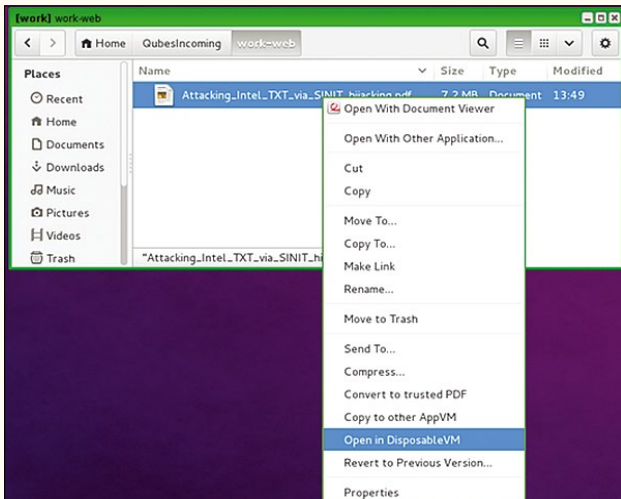 [work] work-web
Home QubesIncoming work-web
Places
Recent
Home
Documents
Downloads
Music
Pictures
Videos
Trash
Name Size Type Modified
Attacking_Intel_TXT_via_SINIT_hijacking.pdf 7.2 MB Document 13:49
"Attacking_Intel_TXT_via_SINIT_hi
Open With Document Viewer
Open With Other Application...
Cut
Copy
Move To...
Copy To...
Make Link
Rename...
Move to Trash
Send To...
Compress...
Convert to trusted PDF
Copy to other AppVM
Open in DisposableVM
Revert to Previous Version...
Properties